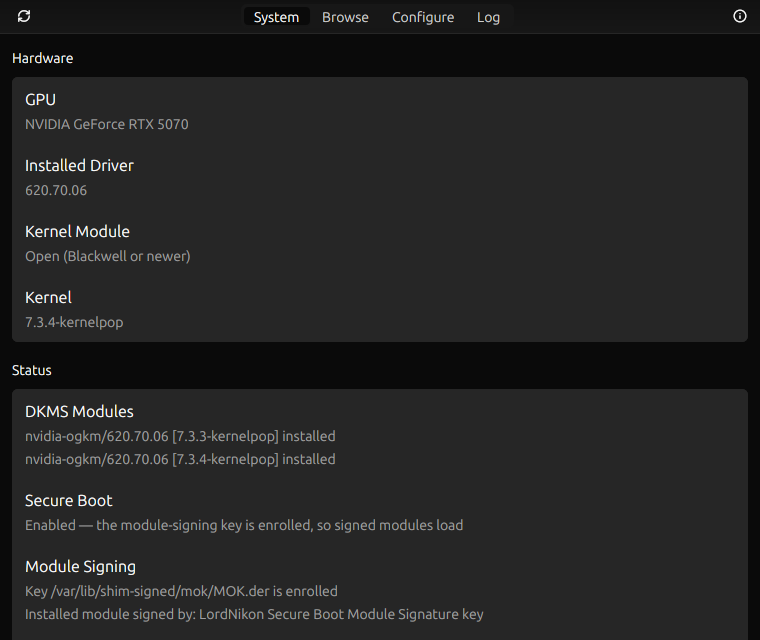 System
Browse
Configure
Log
Hardware
GPU
NVIDIA GeForce RTX 5070
Installed Driver
620.70.06
Kernel Module
Open (Blackwell or newer)
Kernel
7.3.4-kernelpop
Status
DKMS Modules
nvidia-ogkm/620.70.06 [7.3.3-kernelpop] installed
nvidia-ogkm/620.70.06 [7.3.4-kernelpop] installed
Secure Boot
Enabled — the module-signing key is enrolled, so signed modules load
Module Signing
Key /var/lib/shim-signed/mok/MOK.der is enrolled
Installed module signed by: LordNikon Secure Boot Module Signature key